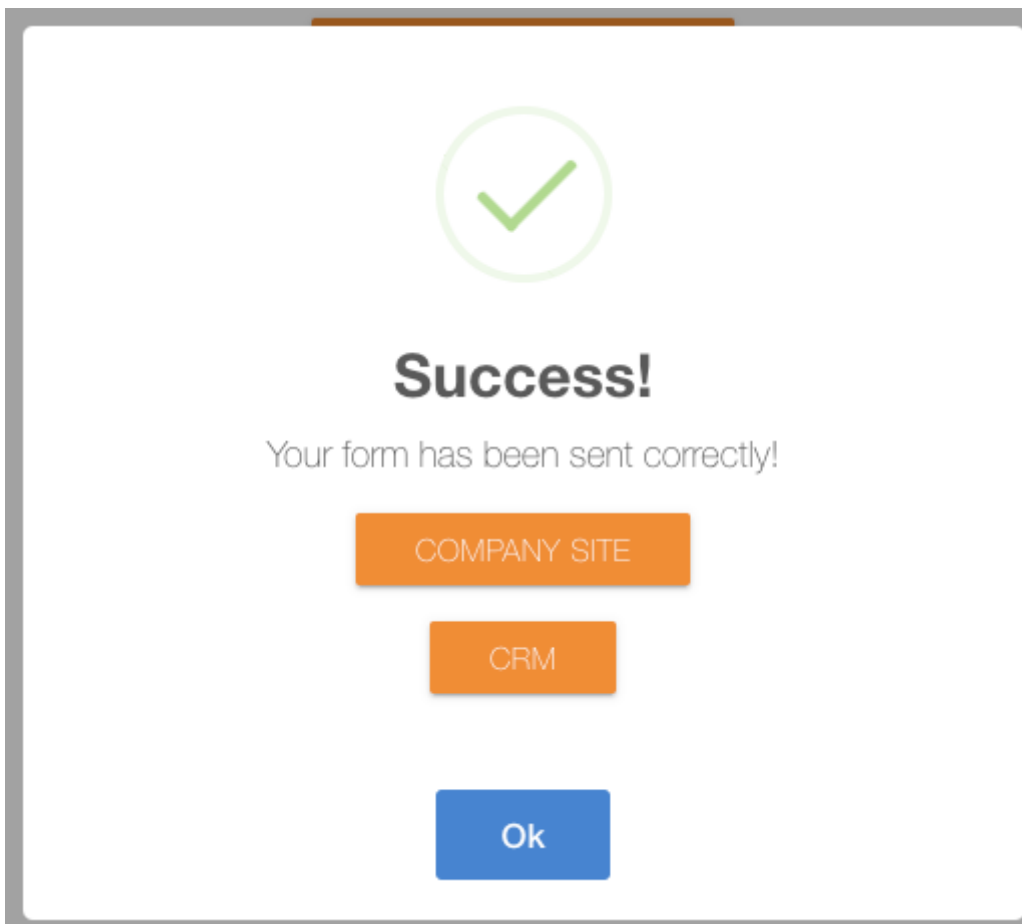 Success!
Your form has been sent correctly!
COMPANY SITE
CRM
Ok